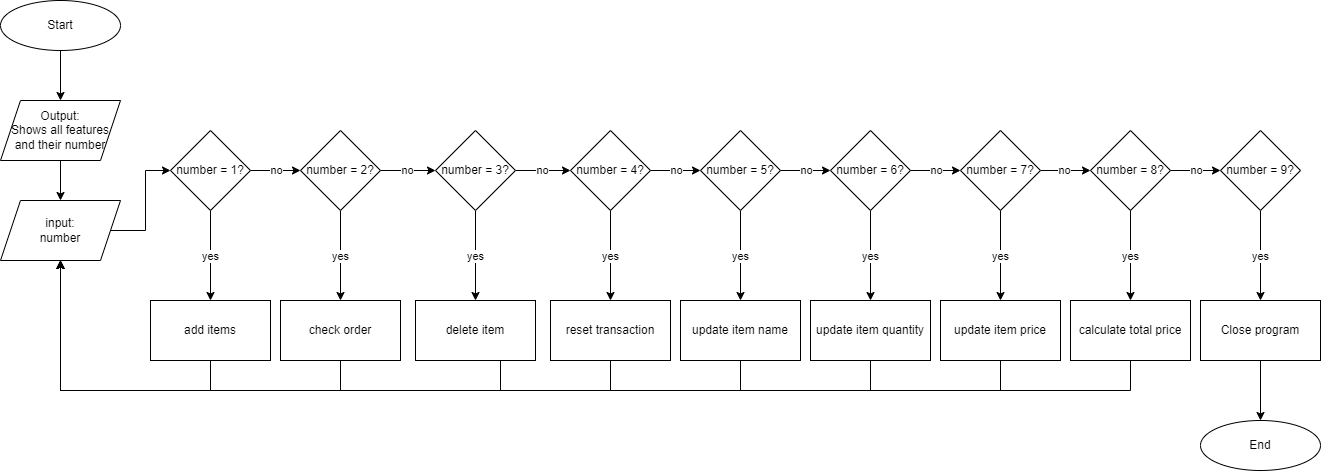 Start
Output:
Shows all features
and their number
input:
number
number = 1?
no
number = 2?
no
number = 3?
no
number = 4?
no
number = 5?
no
number = 6?
no
number = 7?
no
number = 8?
no
number = 9?
yes
yes
yes
yes
yes
yes
yes
yes
yes
add items
check order
delete item
reset transaction
update item name
update item quantity
update item price
calculate total price
Close program
End